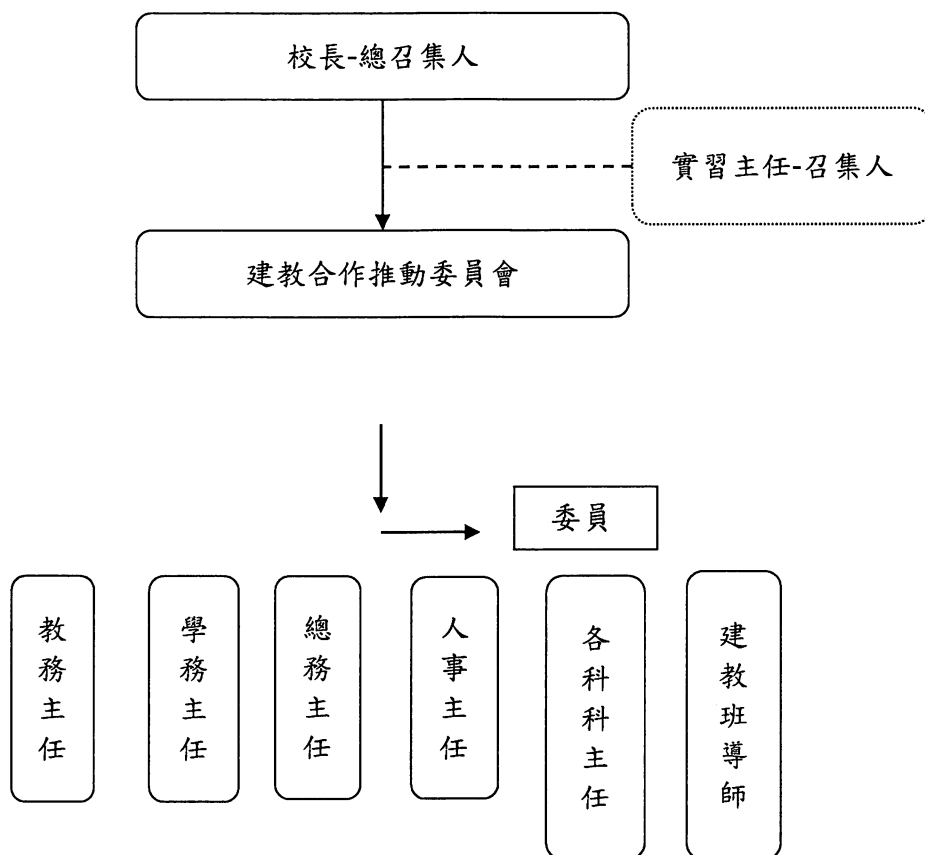 校長-總召集人
實習主任-召集人
建教合作推動委員會
委員
教務主任
學務主任
總務主任
人事主任
各科科主任
建教班導師